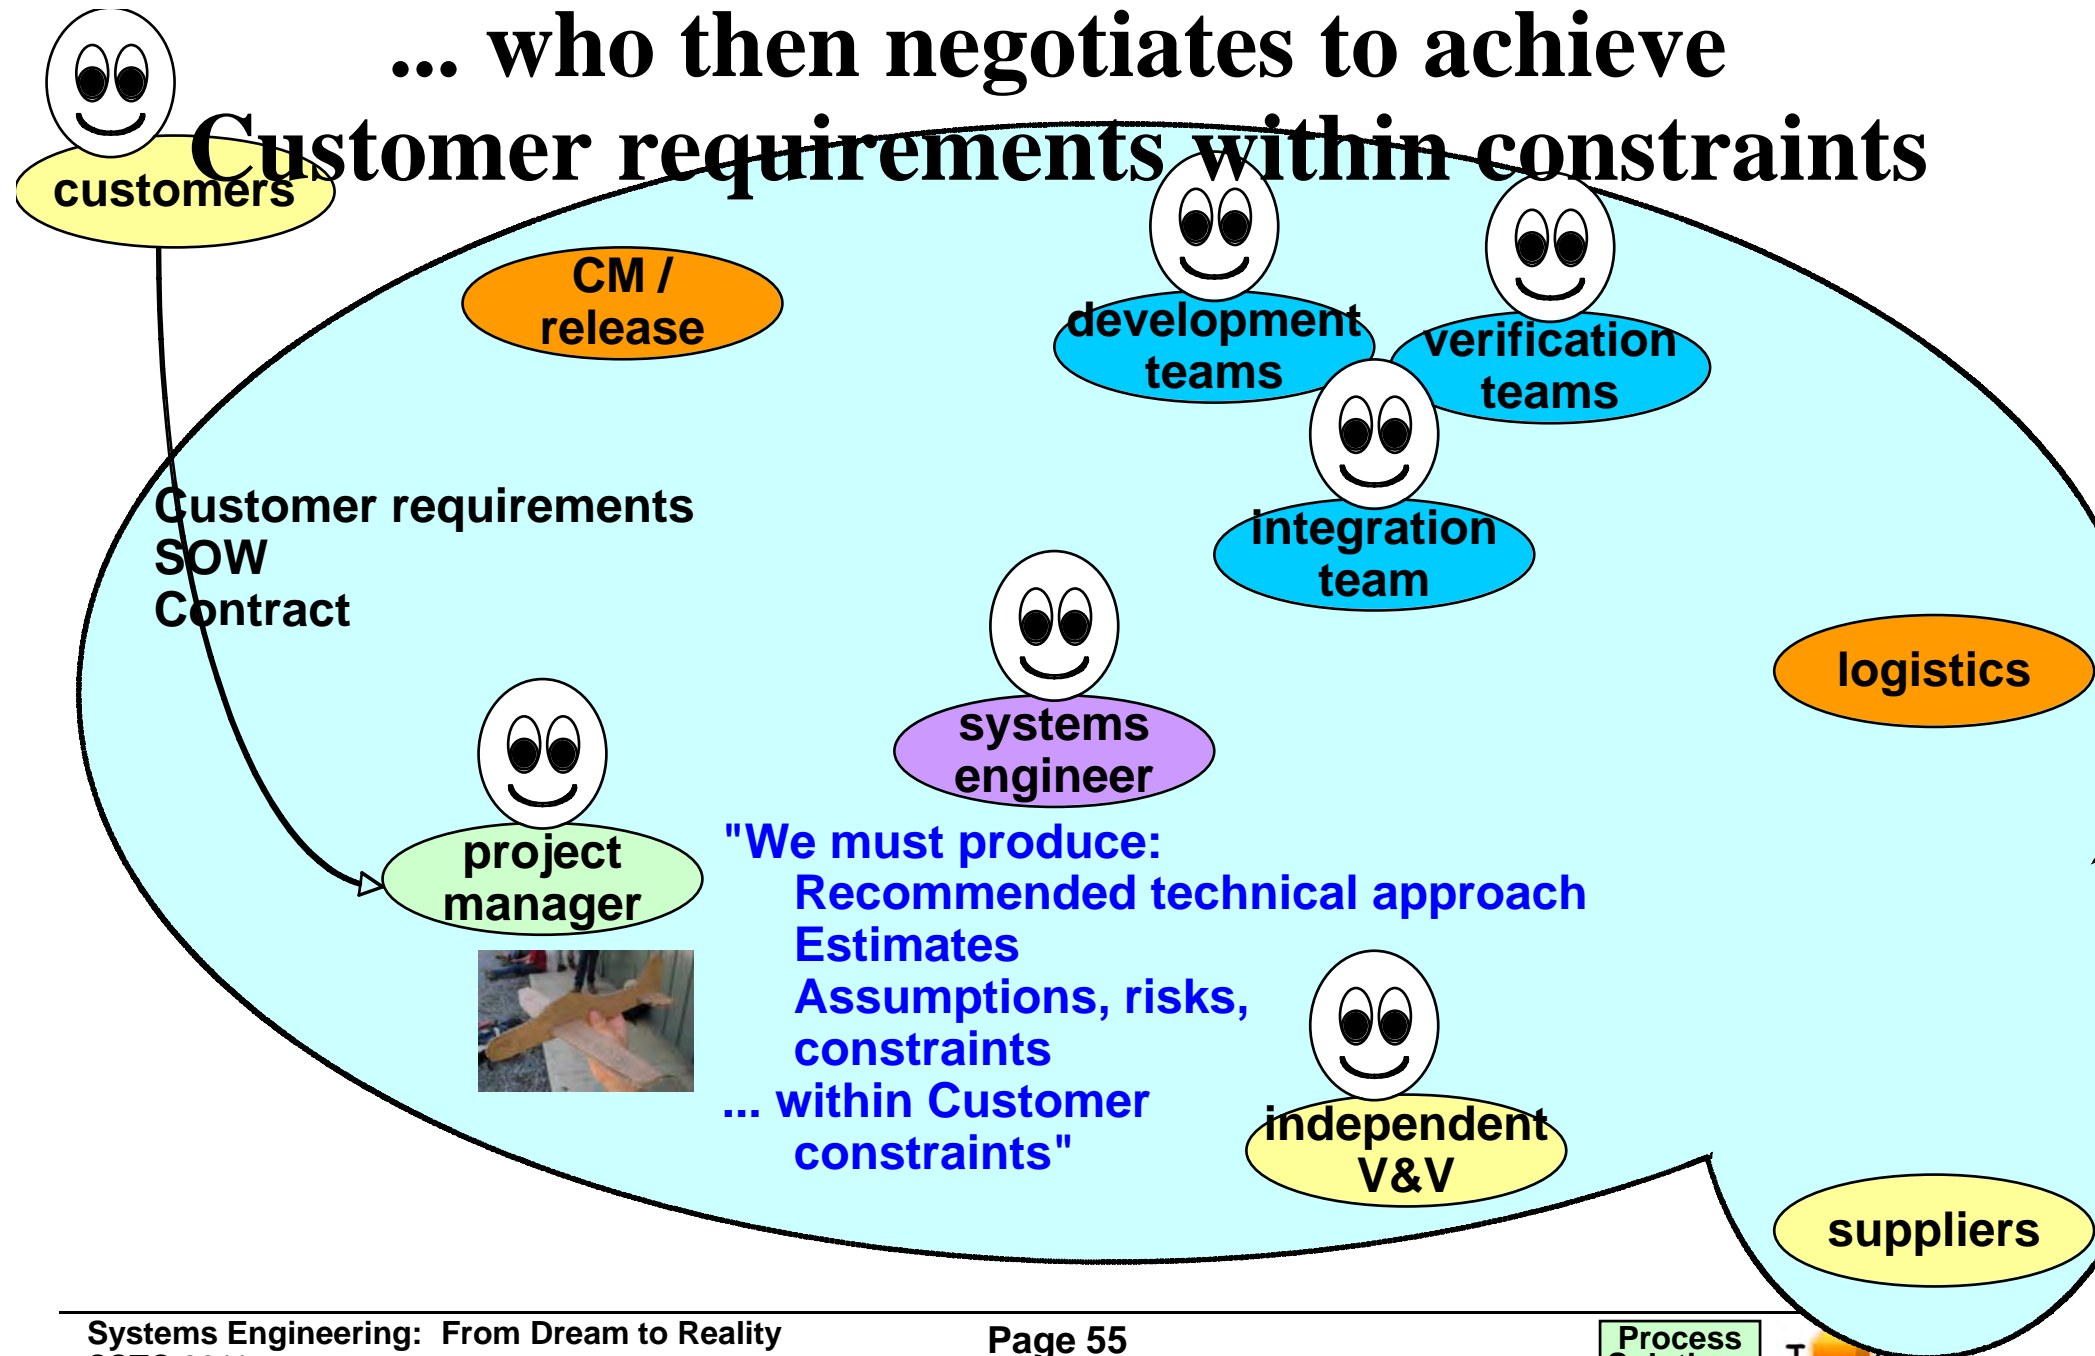 ... who then negotiates to achieve
Customer requirements within constraints
customers
CM /
release
development
teams
verification
teams
Customer requirements
SOW
Contract
integration
team
logistics
systems
engineer
project
manager
"We must produce:
Recommended technical approach
Estimates
Assumptions, risks,
constraints
... within Customer
constraints"
independent
V&V
suppliers
Systems Engineering: From Dream to Reality
Page 55
Process